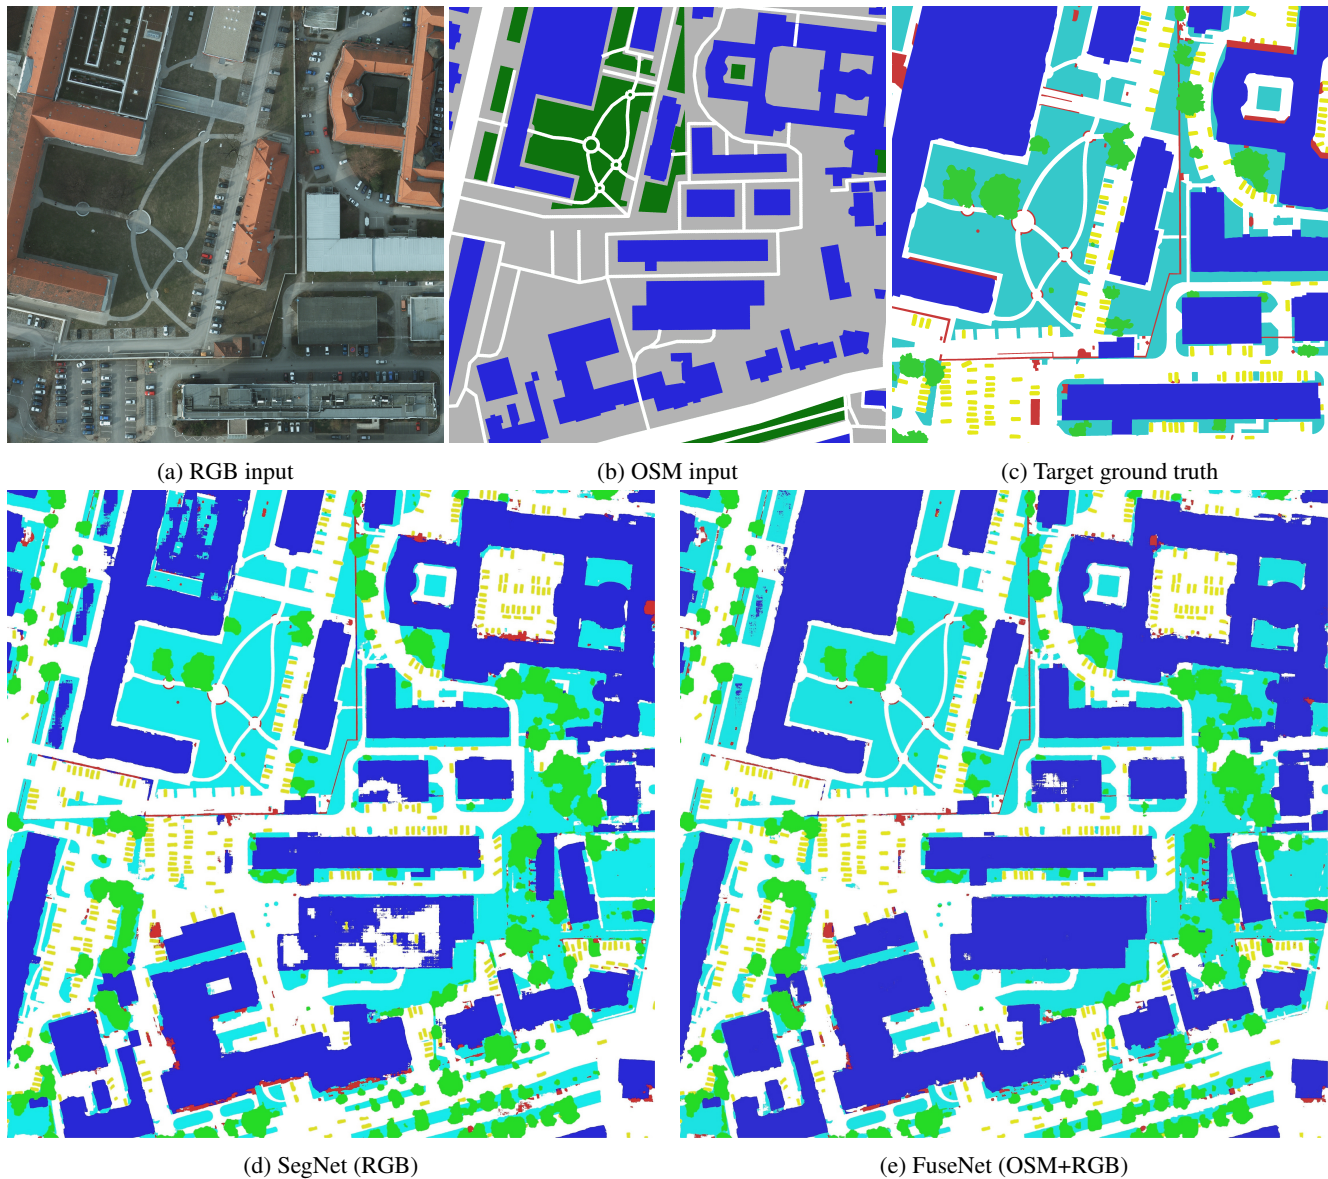 (a) RGB input
(b) OSM input
(c) Target ground truth
(d) SegNet (RGB)
(e) FuseNet (OSM+RGB)